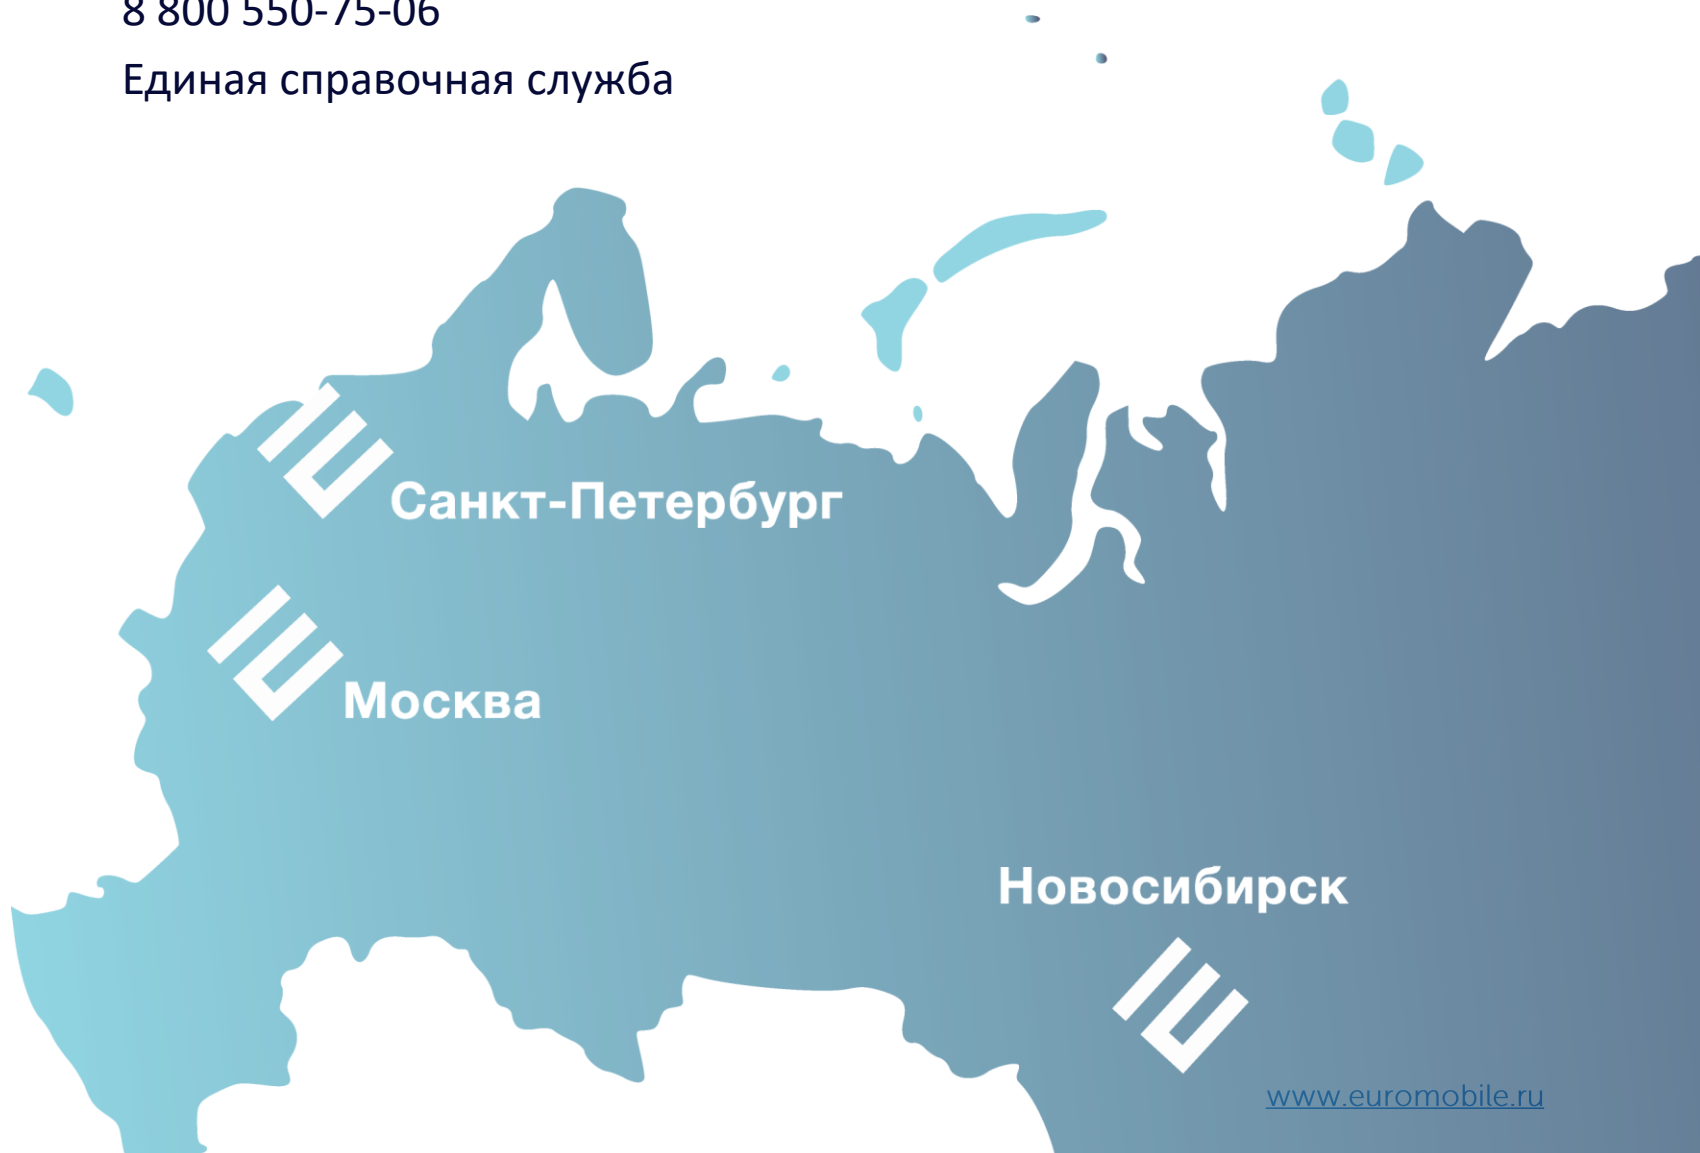 8 800 550-75-06
Единая справочная служба
Санкт-Петербург
Москва
Новосибирск
www.euromobile.ru